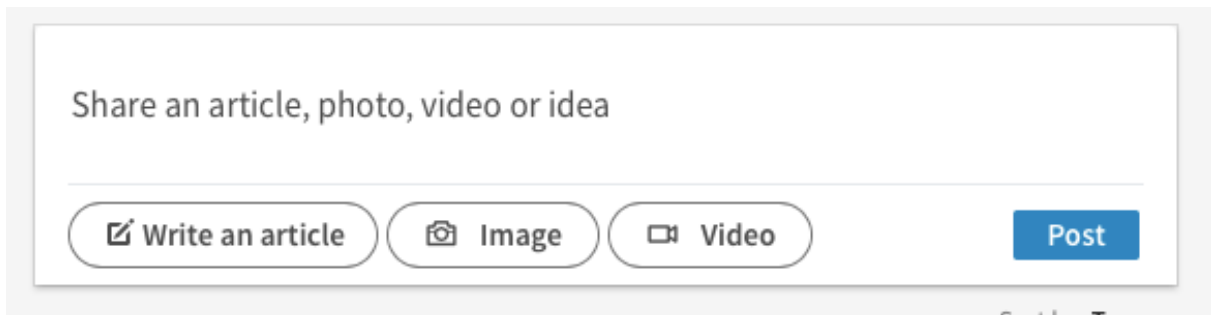 Share an article, photo, video or idea
Write an article Image Video Post